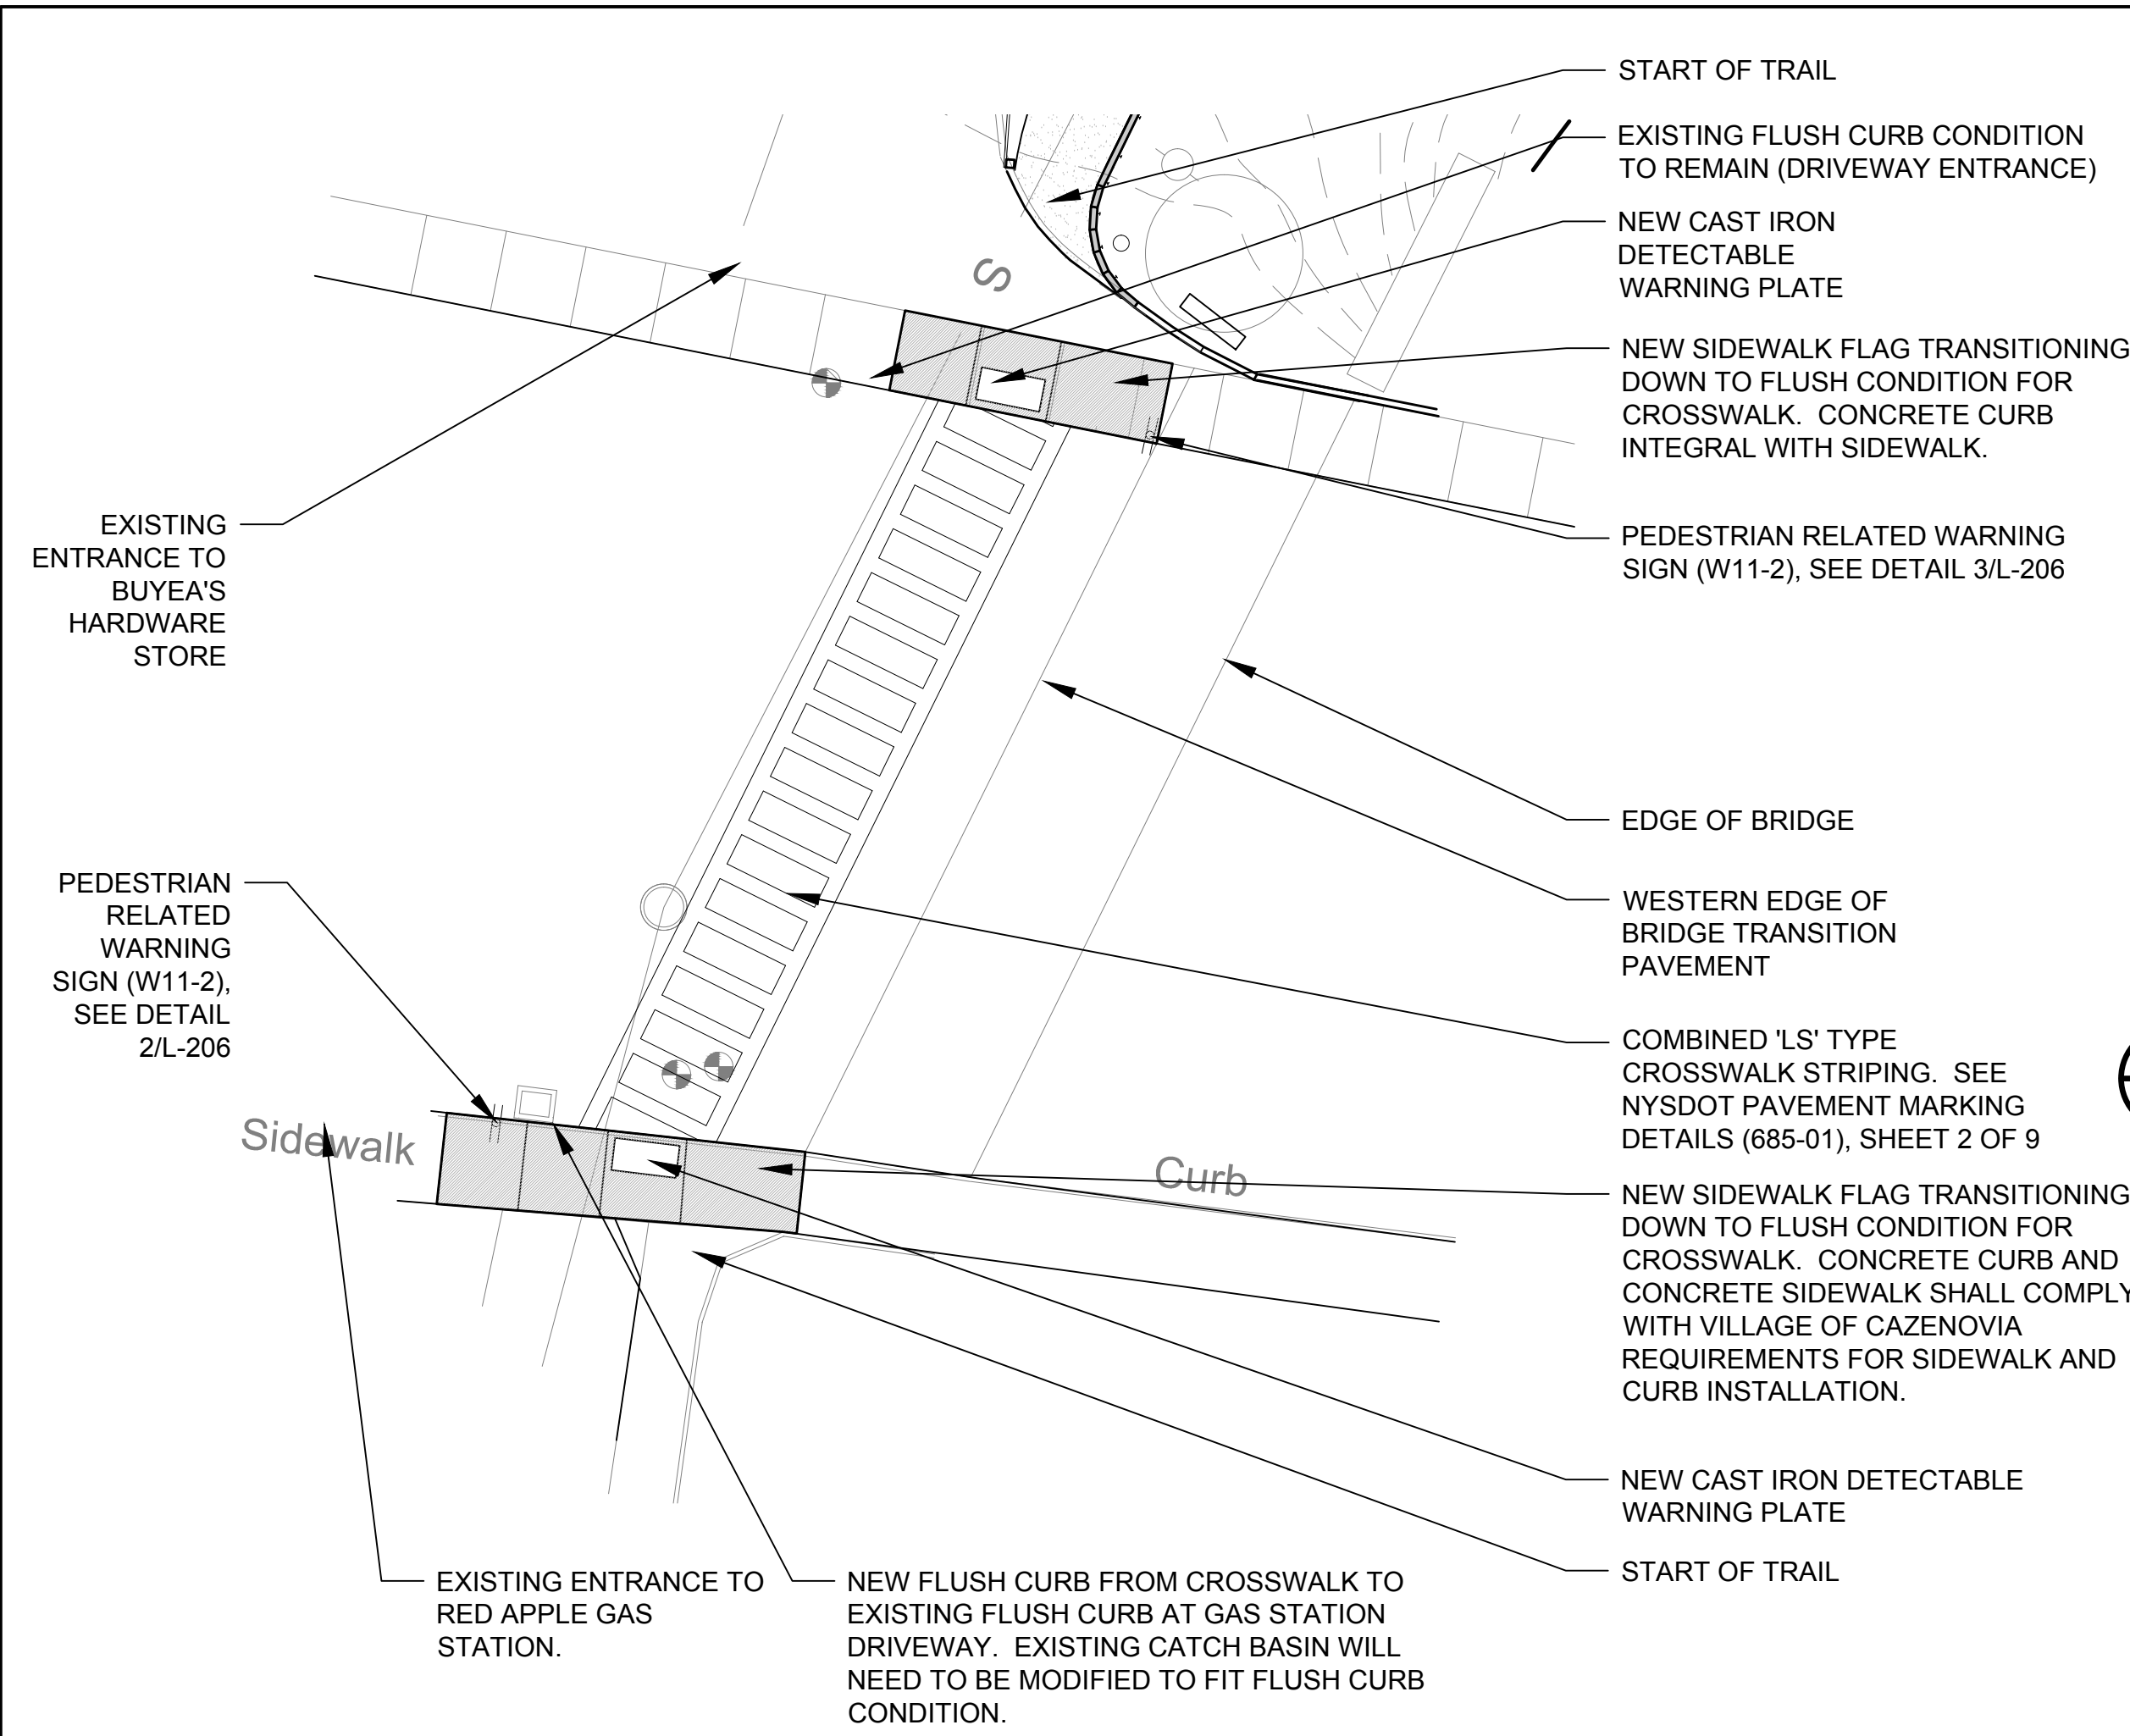 START OF TRAIL
EXISTING FLUSH CURB CONDITION
TO REMAIN (DRIVEWAY ENTRANCE)
NEW CAST IRON
DETECTABLE
WARNING PLATE
S
NEW SIDEWALK FLAG TRANSITIONING
DOWN TO FLUSH CONDITION FOR
CROSSWALK.  CONCRETE CURB
INTEGRAL WITH SIDEWALK.
EXISTING
ENTRANCE TO
BUYEA'S
HARDWARE
STORE
PEDESTRIAN RELATED WARNING
SIGN (W11-2), SEE DETAIL 3/L-206
EDGE OF BRIDGE
PEDESTRIAN
RELATED
WARNING
SIGN (W11-2),
SEE DETAIL
2/L-206
WESTERN EDGE OF
BRIDGE TRANSITION
PAVEMENT
COMBINED 'LS' TYPE
CROSSWALK STRIPING.  SEE
NYSDOT PAVEMENT MARKING
DETAILS (685-01), SHEET 2 OF 9
Sidewalk
Curb
NEW SIDEWALK FLAG TRANSITIONING
DOWN TO FLUSH CONDITION FOR
CROSSWALK.  CONCRETE CURB AND
CONCRETE SIDEWALK SHALL COMPLY
WITH VILLAGE OF CAZENOVIA
REQUIREMENTS FOR SIDEWALK AND
CURB INSTALLATION.
NEW CAST IRON DETECTABLE
WARNING PLATE
START OF TRAIL
EXISTING ENTRANCE TO
RED APPLE GAS
STATION.
NEW FLUSH CURB FROM CROSSWALK TO
EXISTING FLUSH CURB AT GAS STATION
DRIVEWAY.  EXISTING CATCH BASIN WILL
NEED TO BE MODIFIED TO FIT FLUSH CURB
CONDITION.